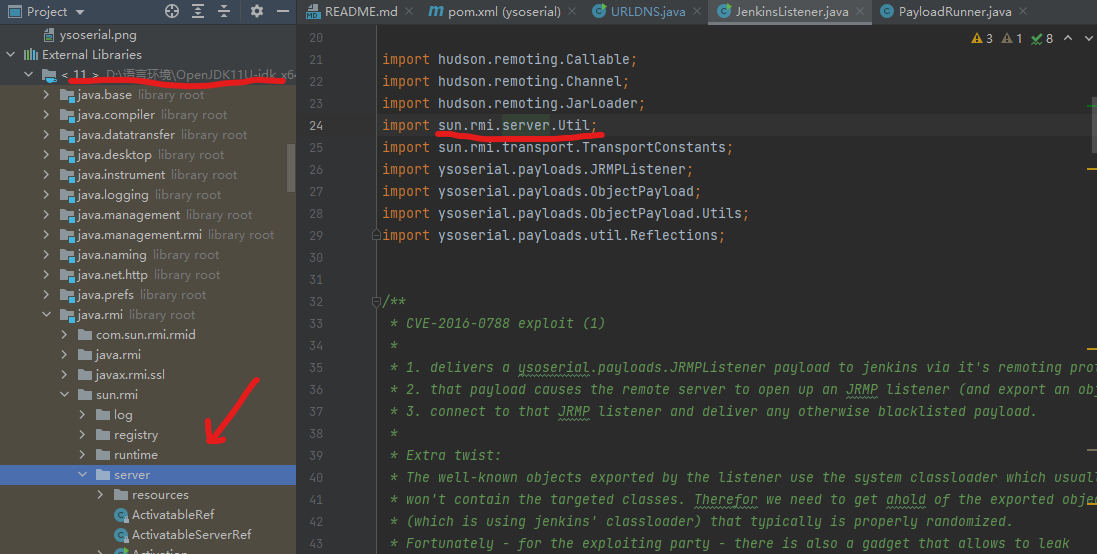 Project
ysoserial.png
External Libraries
< 11 > D:\语言环境\OpenJDK11U-jdk_x64
java.base library root
java.compiler library root
java.datatransfer library root
java.desktop library root
java.instrument library root
java.logging library root
java.management library root
java.management.rmi library root
java.naming library root
java.net.http library root
java.prefs library root
java.rmi library root
com.sun.rmi.rmid
java.rmi
javax.rmi.ssl
sun.rmi
log
registry
runtime
server
resources
ActivatableRef
ActivatableServerRef
Activation
README.md
pom.xml (ysoserial)
URLDNS.java
JenkinsListener.java
PayloadRunner.java
3 1 8
20
21 import hudson.remoting.Callable;
22 import hudson.remoting.Channel;
23 import hudson.remoting.JarLoader;
24 import sun.rmi.server.Util;
25 import sun.rmi.transport.TransportConstants;
26 import ysoserial.payloads.JRMPListener;
27 import ysoserial.payloads.ObjectPayload;
28 import ysoserial.payloads.ObjectPayload.Utils;
29 import ysoserial.payloads.util.Reflections;
30
31
32 /**
33 * CVE-2016-0788 exploit (1)
34 *
35 * 1. delivers a ysoserial.payloads.JRMPListener payload to jenkins via it's remoting prot
36 * 2. that payload causes the remote server to open up an JRMP listener (and export an obj
37 * 3. connect to that JRMP listener and deliver any otherwise blacklisted payload.
38 *
39 * Extra twist:
40 * The well-known objects exported by the listener use the system classloader which usuall
41 * won't contain the targeted classes. Therefor we need to get ahold of the exported objec
42 * (which is using jenkins' classloader) that typically is properly randomized.
43 * Fortunately - for the exploiting party - there is also a gadget that allows to leak